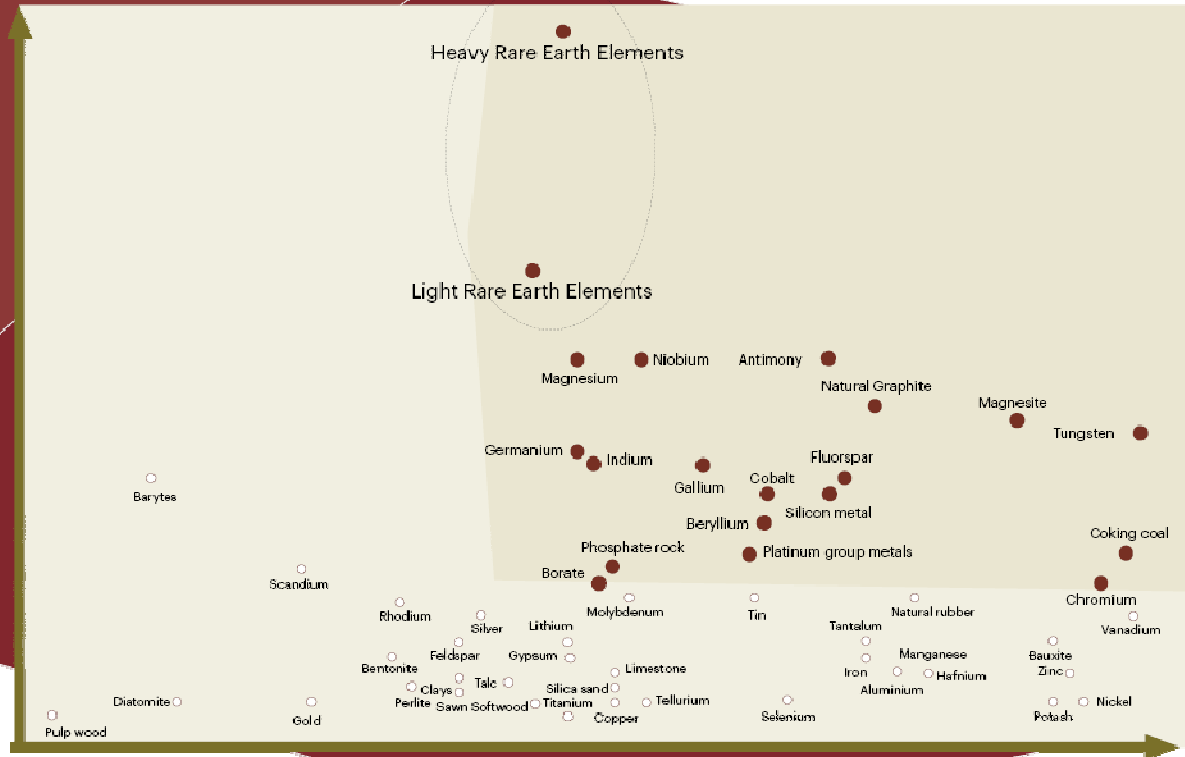 Heavy Rare Earth Elements
Light Rare Earth Elements
Niobium
Antimony
Magnesium
Natural Graphite
Magnesite
Tungsten
Germanium
Indium
Fluorspar
Gallium
Cobalt
Barytes
Silicon metal
Beryllium
Coking coal
Phosphate rock
Platinum group metals
Borate
Scandium
Chromium
Rhodium
Molybdenum
Tin
Natural rubber
Silver
Lithium
Tantalum
Vanadium
Feldspar
Gypsum
Manganese
Bauxite
Bentonite
Limestone
Iron
Hafnium
Zinc
Clays
Talc
Silica sand
Aluminium
Diatomite
Perlite
Sawn Softwood
Titanium
Tellurium
Nickel
Gold
Copper
Selenium
Potash
Pulp wood